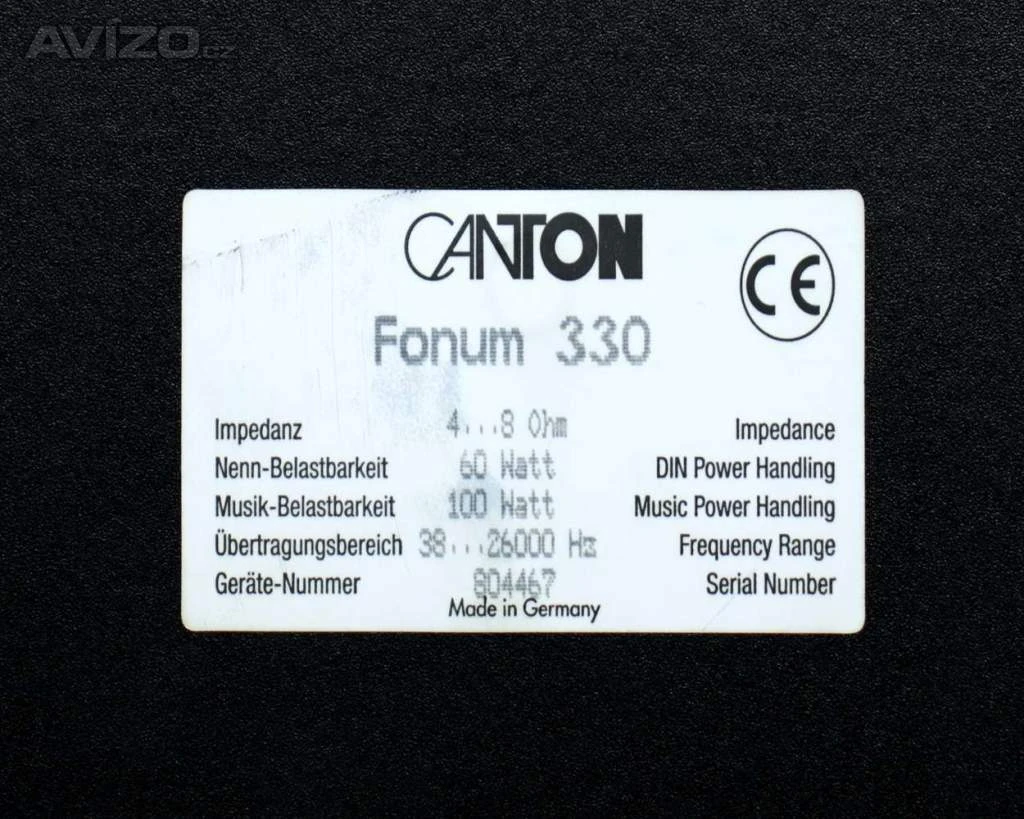 AVIZO.cz
CANTON
CE
Fonum 330
Impedanz 4...8 Ohm Impedance
Nenn-Belastbarkeit 60 Watt DIN Power Handling
Musik-Belastbarkeit 100 Watt Music Power Handling
Übertragungsbereich 38...26000 Hz Frequency Range
Geräte-Nummer 804467 Serial Number
Made in Germany